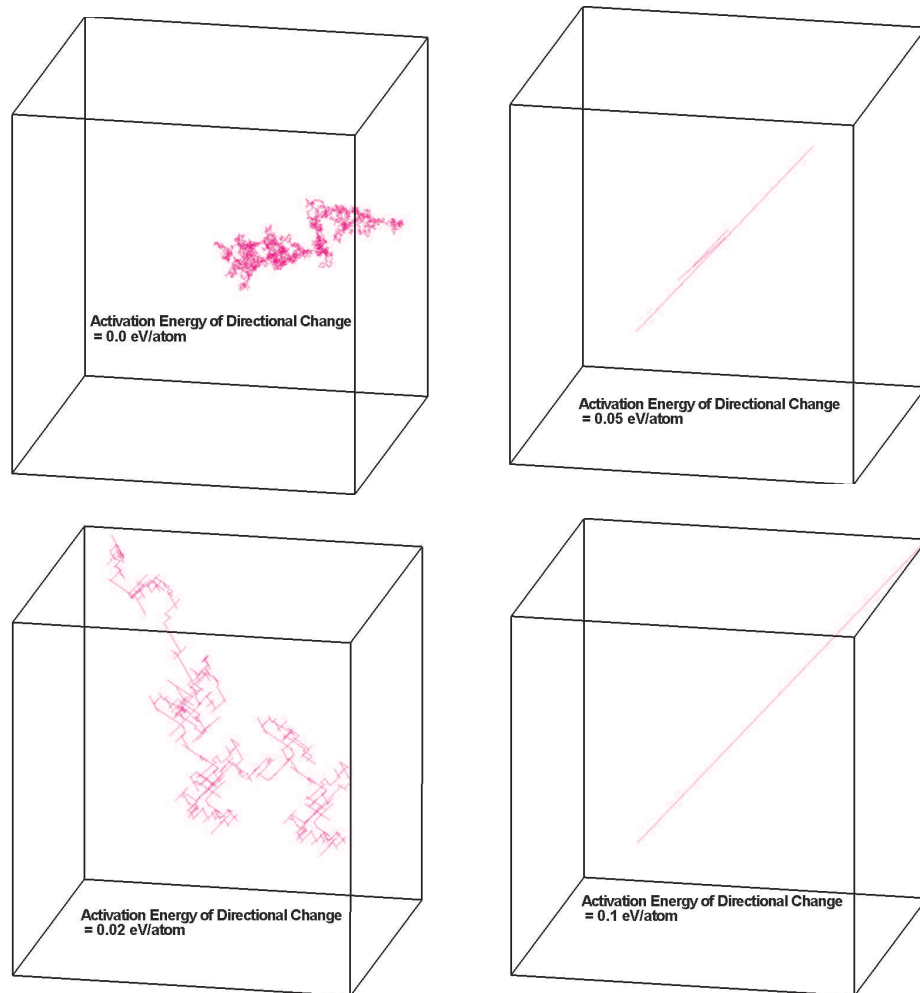 Activation Energy of Directional Change
= 0.0 eV/atom
Activation Energy of Directional Change
= 0.05 eV/atom
Activation Energy of Directional Change
= 0.02 eV/atom
Activation Energy of Directional Change
= 0.1 eV/atom